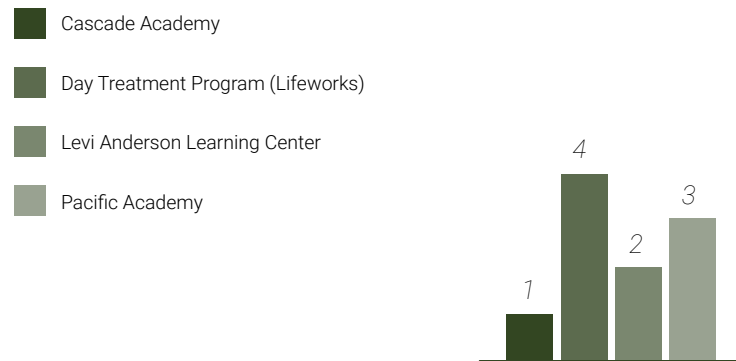 Cascade Academy
Day Treatment Program (Lifeworks)
Levi Anderson Learning Center
Pacific Academy
1
4
2
3